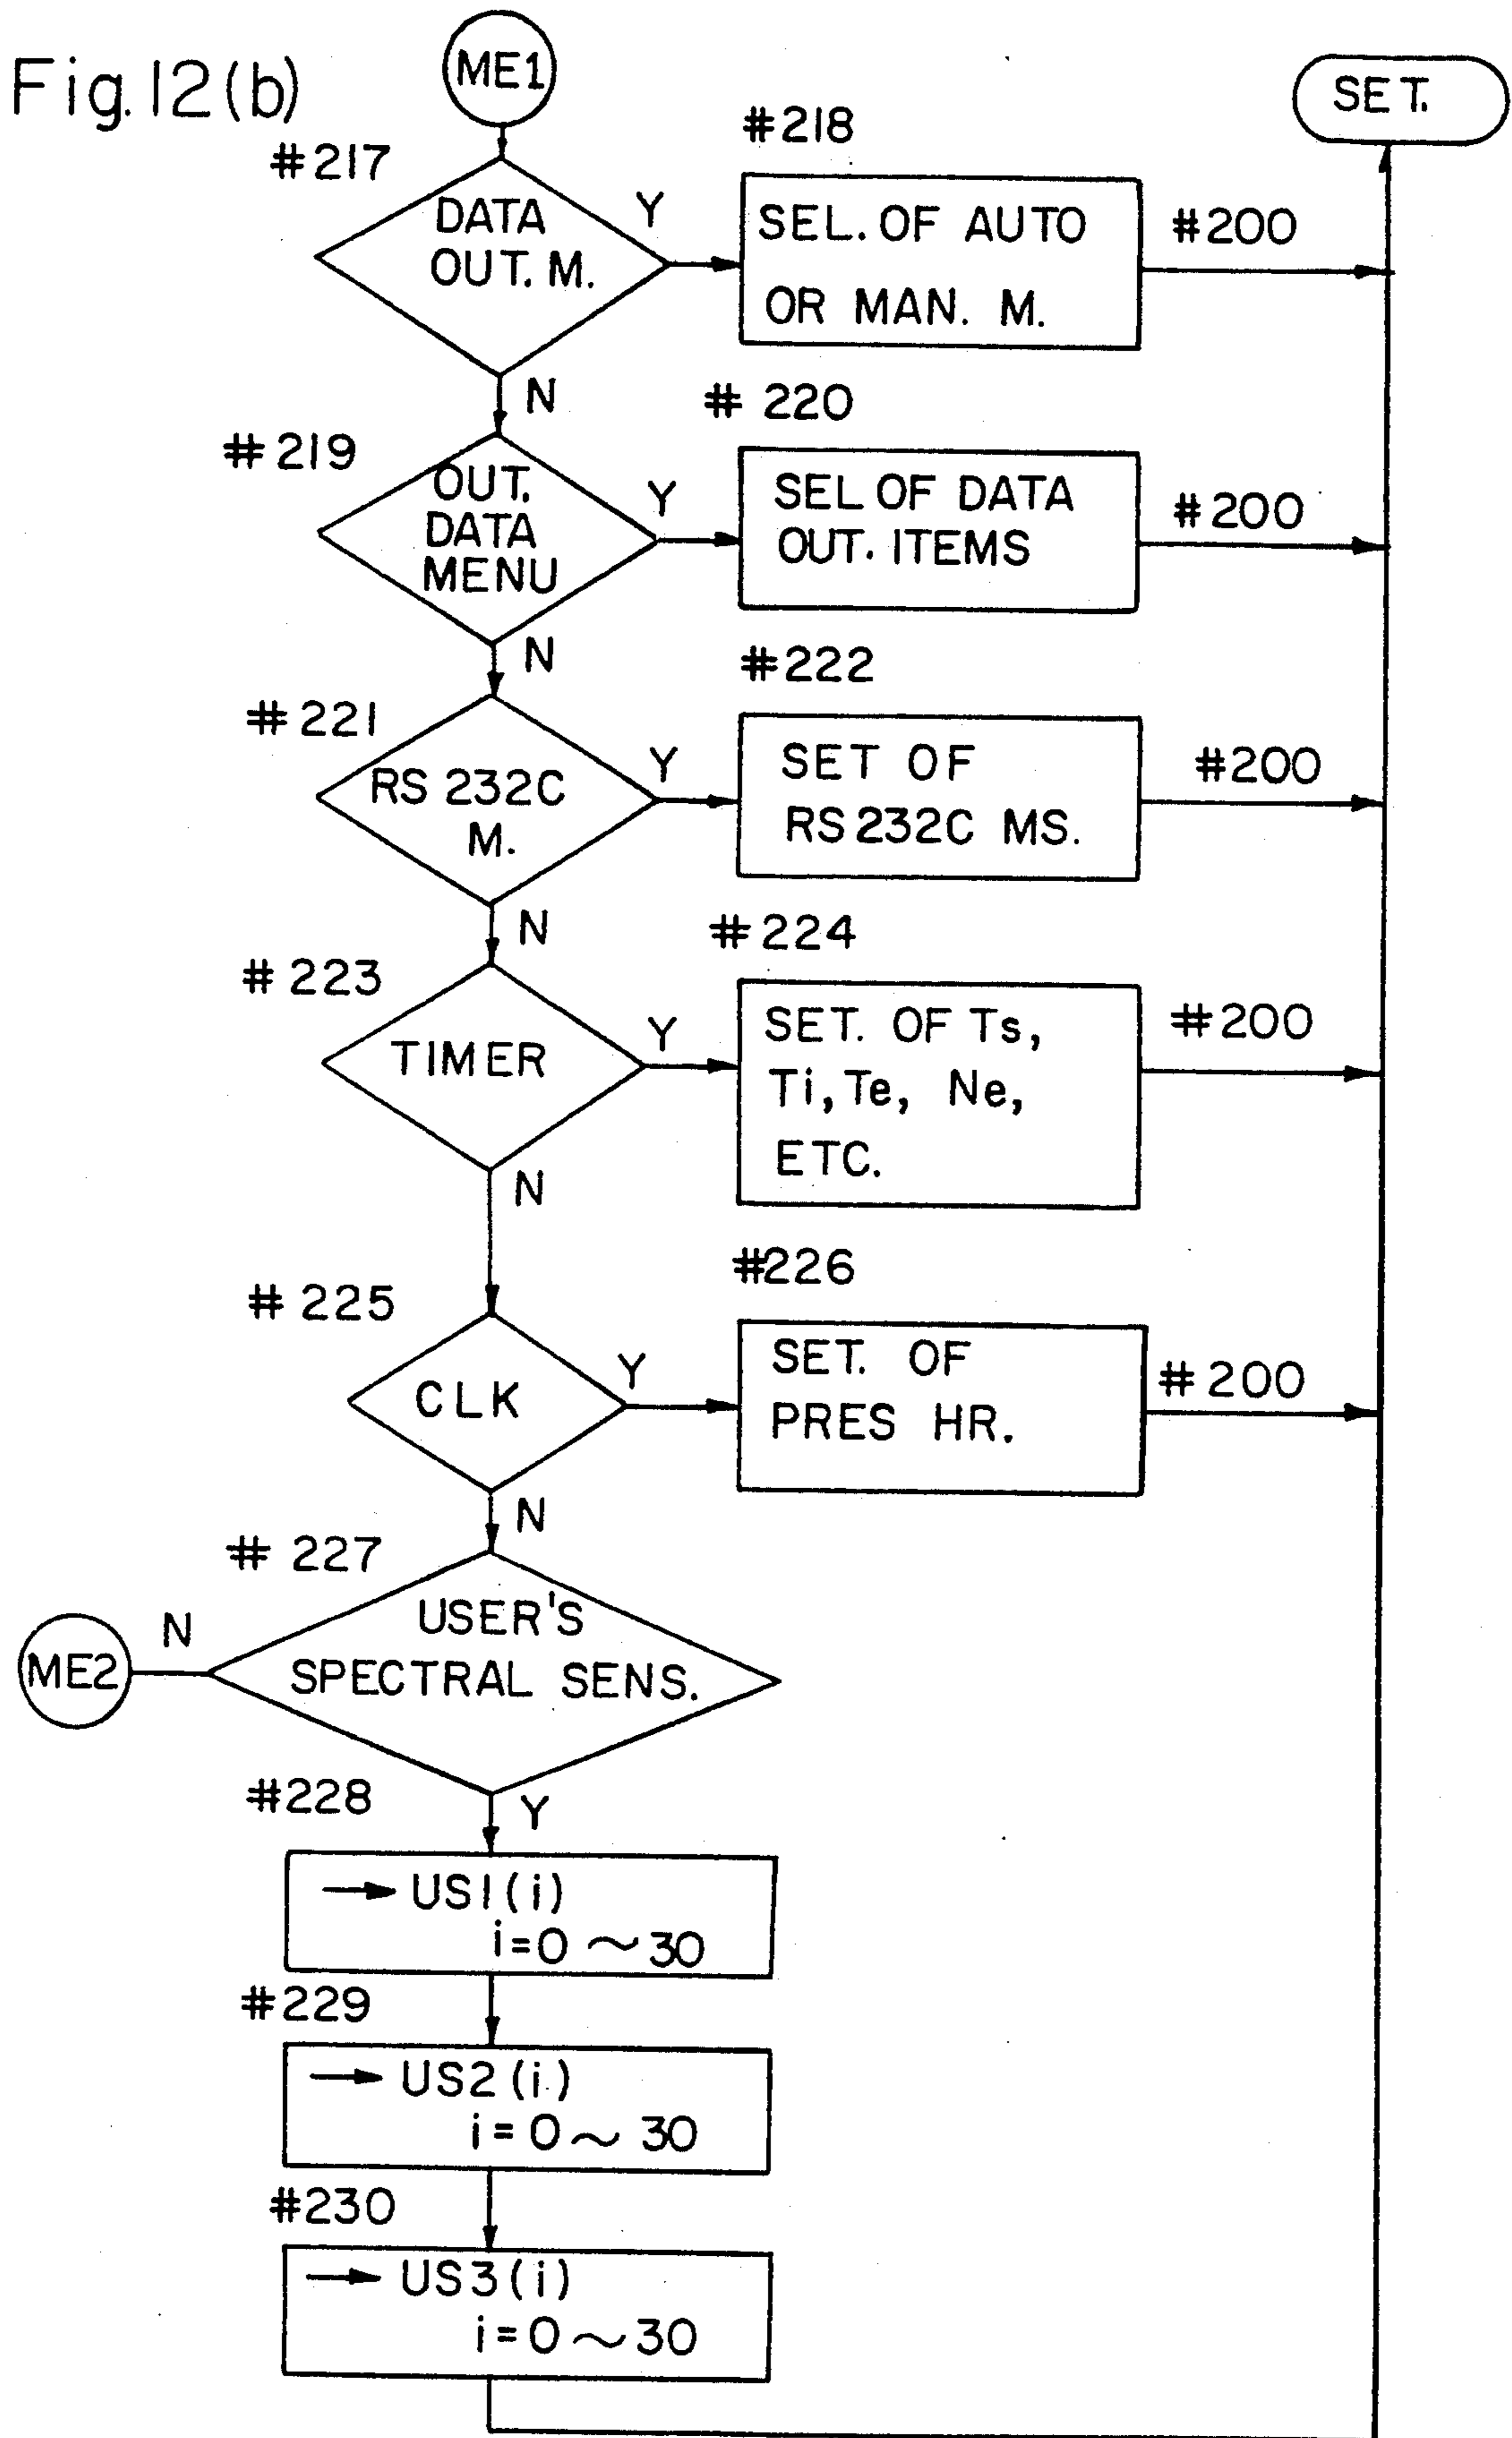 Fig. 12(b)
ME1
SET.
#217
DATA
OUT. M.
Y
#218
SEL. OF AUTO
OR MAN. M.
#200
N
#219
OUT.
DATA
MENU
Y
# 220
SEL OF DATA
OUT. ITEMS
#200
N
#221
RS 232C
M.
Y
#222
SET OF
RS232C MS.
#200
N
# 223
TIMER
Y
#224
SET. OF Ts,
Ti, Te, Ne,
ETC.
#200
N
# 225
CLK
Y
#226
SET. OF
PRES HR.
# 200
N
# 227
USER'S
SPECTRAL SENS.
N
ME2
Y
#228
→ US1(i)
i=0 ~ 30
#229
→ US2(i)
i=0 ~ 30
#230
→ US3(i)
i=0 ~ 30